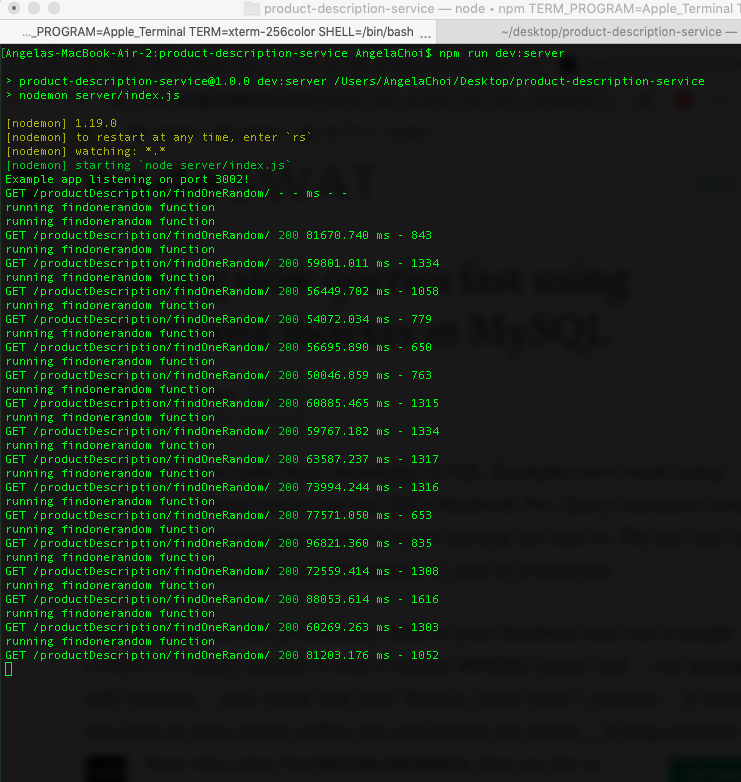 product-description-service — node • npm TERM_PROGRAM=Apple_Terminal
..._PROGRAM=Apple_Terminal TERM=xterm-256color SHELL=/bin/bash ... ~/desktop/product-description-service —
[Angelas-MacBook-Air-2:product-description-service AngelaChoi$ npm run dev:server
> product-description-service@1.0.0 dev:server /Users/AngelaChoi/Desktop/product-description-service
> nodemon server/index.js
[nodemon] 1.19.0
[nodemon] to restart at any time, enter `rs`
[nodemon] watching: *.*
[nodemon] starting `node server/index.js`
Example app listening on port 3002!
GET /productDescription/findOneRandom/ - - ms - -
running findonerandom function
running findonerandom function
GET /productDescription/findOneRandom/ 200 81670.740 ms - 843
running findonerandom function
GET /productDescription/findOneRandom/ 200 59801.011 ms - 1334
running findonerandom function
GET /productDescription/findOneRandom/ 200 56449.702 ms - 1058
running findonerandom function
GET /productDescription/findOneRandom/ 200 54072.034 ms - 779
running findonerandom function
GET /productDescription/findOneRandom/ 200 56695.890 ms - 650
running findonerandom function
GET /productDescription/findOneRandom/ 200 50046.859 ms - 763
running findonerandom function
GET /productDescription/findOneRandom/ 200 60885.465 ms - 1315
running findonerandom function
GET /productDescription/findOneRandom/ 200 59767.182 ms - 1334
running findonerandom function
GET /productDescription/findOneRandom/ 200 63587.237 ms - 1317
running findonerandom function
GET /productDescription/findOneRandom/ 200 73994.244 ms - 1316
running findonerandom function
GET /productDescription/findOneRandom/ 200 77571.050 ms - 653
running findonerandom function
GET /productDescription/findOneRandom/ 200 96821.360 ms - 835
running findonerandom function
GET /productDescription/findOneRandom/ 200 72559.414 ms - 1308
running findonerandom function
GET /productDescription/findOneRandom/ 200 88053.614 ms - 1616
running findonerandom function
GET /productDescription/findOneRandom/ 200 60269.263 ms - 1303
running findonerandom function
GET /productDescription/findOneRandom/ 200 81203.176 ms - 1052
fast using
in MySQL